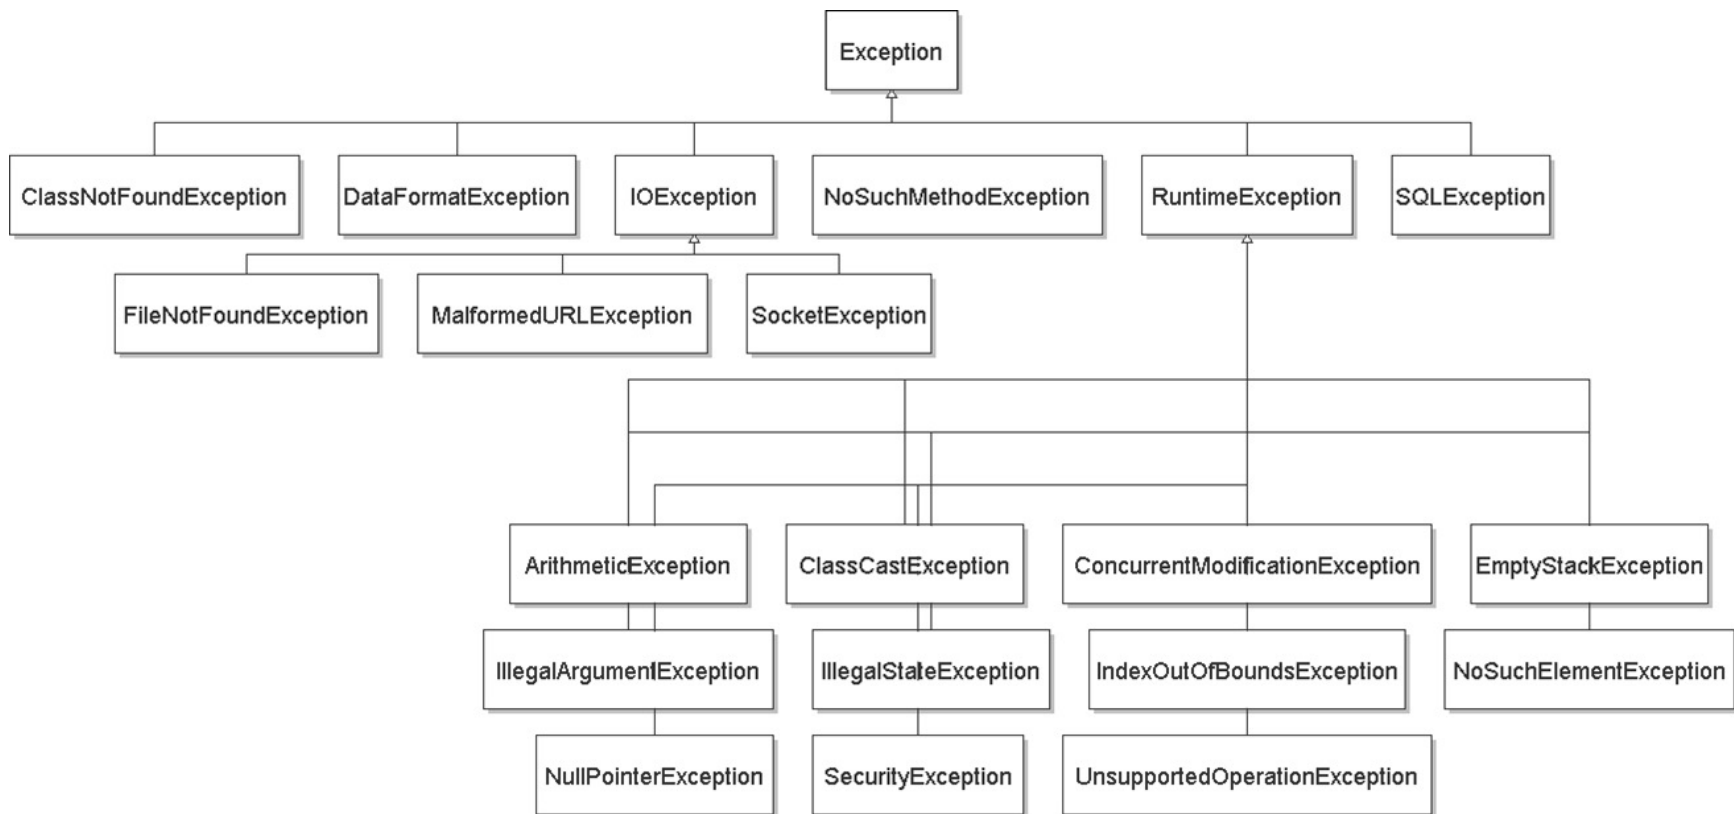 Exception
ClassNotFoundException
DataFormatException
IOException
NoSuchMethodException
RuntimeException
SQLException
FileNotFoundException
MalformedURLException
SocketException
ArithmeticException
ClassCastException
ConcurrentModificationException
EmptyStackException
IllegalArgumentException
IllegalStateException
IndexOutOfBoundsException
NoSuchElementException
NullPointerException
SecurityException
UnsupportedOperationException